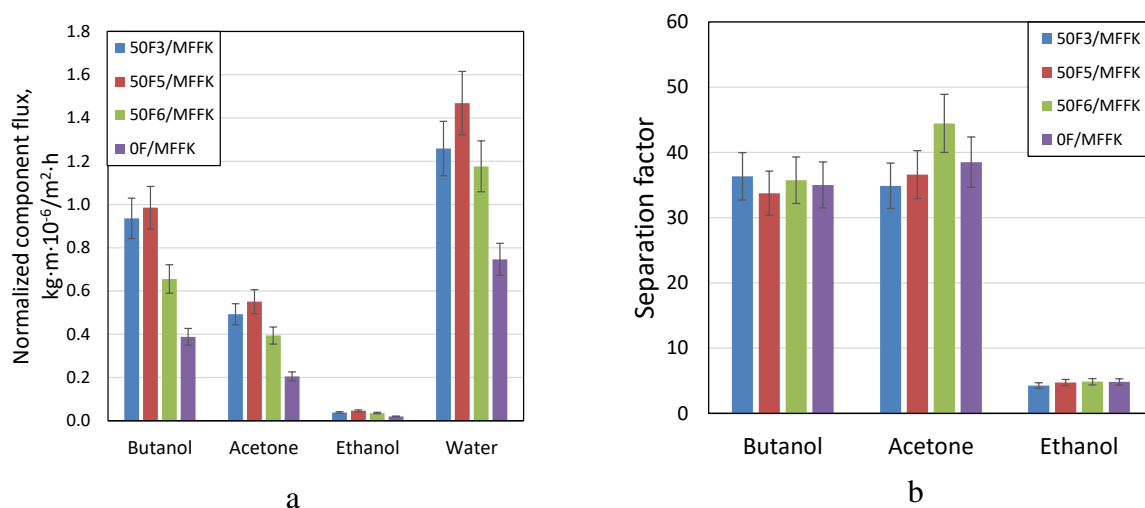 Normalized component flux,
kg·m·10⁻⁶/m²·h
1.8
1.6
1.4
1.2
1.0
0.8
0.6
0.4
0.2
0.0
50F3/MFFK
50F5/MFFK
50F6/MFFK
0F/MFFK
Butanol Acetone Ethanol Water
a
Separation factor
60
50
40
30
20
10
0
50F3/MFFK
50F5/MFFK
50F6/MFFK
0F/MFFK
Butanol Acetone Ethanol
b